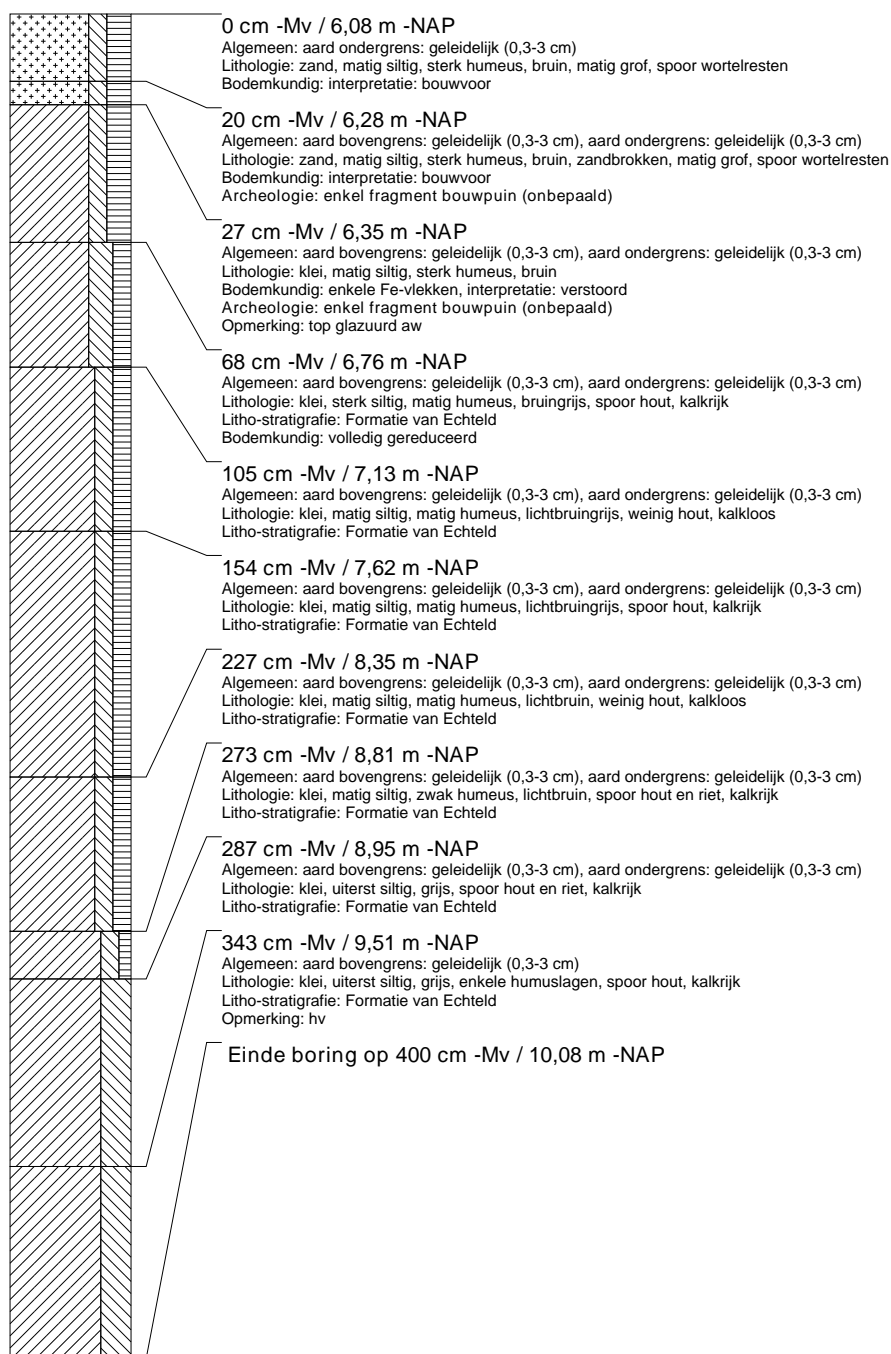 0 cm -Mv / 6,08 m -NAP
Algemeen: aard ondergrens: geleidelijk (0,3-3 cm)
Lithologie: zand, matig siltig, sterk humeus, bruin, matig grof, spoor wortelresten
Bodemkundig: interpretatie: bouwvoor
20 cm -Mv / 6,28 m -NAP
Algemeen: aard bovengrens: geleidelijk (0,3-3 cm), aard ondergrens: geleidelijk (0,3-3 cm)
Lithologie: zand, matig siltig, sterk humeus, bruin, zandbrokken, matig grof, spoor wortelresten
Bodemkundig: interpretatie: bouwvoor
Archeologie: enkel fragment bouwpuin (onbepaald)
27 cm -Mv / 6,35 m -NAP
Algemeen: aard bovengrens: geleidelijk (0,3-3 cm), aard ondergrens: geleidelijk (0,3-3 cm)
Lithologie: klei, matig siltig, sterk humeus, bruin
Bodemkundig: enkele Fe-vlekken, interpretatie: verstoord
Archeologie: enkel fragment bouwpuin (onbepaald)
Opmerking: top glazuurd aw
68 cm -Mv / 6,76 m -NAP
Algemeen: aard bovengrens: geleidelijk (0,3-3 cm), aard ondergrens: geleidelijk (0,3-3 cm)
Lithologie: klei, sterk siltig, matig humeus, bruingrijs, spoor hout, kalkrijk
Litho-stratigrafie: Formatie van Echteld
Bodemkundig: volledig gereduceerd
105 cm -Mv / 7,13 m -NAP
Algemeen: aard bovengrens: geleidelijk (0,3-3 cm), aard ondergrens: geleidelijk (0,3-3 cm)
Lithologie: klei, matig siltig, matig humeus, lichtbruingrijs, weinig hout, kalkloos
Litho-stratigrafie: Formatie van Echteld
154 cm -Mv / 7,62 m -NAP
Algemeen: aard bovengrens: geleidelijk (0,3-3 cm), aard ondergrens: geleidelijk (0,3-3 cm)
Lithologie: klei, matig siltig, matig humeus, lichtbruingrijs, spoor hout, kalkrijk
Litho-stratigrafie: Formatie van Echteld
227 cm -Mv / 8,35 m -NAP
Algemeen: aard bovengrens: geleidelijk (0,3-3 cm), aard ondergrens: geleidelijk (0,3-3 cm)
Lithologie: klei, matig siltig, matig humeus, lichtbruin, weinig hout, kalkloos
Litho-stratigrafie: Formatie van Echteld
273 cm -Mv / 8,81 m -NAP
Algemeen: aard bovengrens: geleidelijk (0,3-3 cm), aard ondergrens: geleidelijk (0,3-3 cm)
Lithologie: klei, matig siltig, zwak humeus, lichtbruin, spoor hout en riet, kalkrijk
Litho-stratigrafie: Formatie van Echteld
287 cm -Mv / 8,95 m -NAP
Algemeen: aard bovengrens: geleidelijk (0,3-3 cm), aard ondergrens: geleidelijk (0,3-3 cm)
Lithologie: klei, uiterst siltig, grijs, spoor hout en riet, kalkrijk
Litho-stratigrafie: Formatie van Echteld
343 cm -Mv / 9,51 m -NAP
Algemeen: aard bovengrens: geleidelijk (0,3-3 cm)
Lithologie: klei, uiterst siltig, grijs, enkele humuslagen, spoor hout, kalkrijk
Litho-stratigrafie: Formatie van Echteld
Opmerking: hv
Einde boring op 400 cm -Mv / 10,08 m -NAP